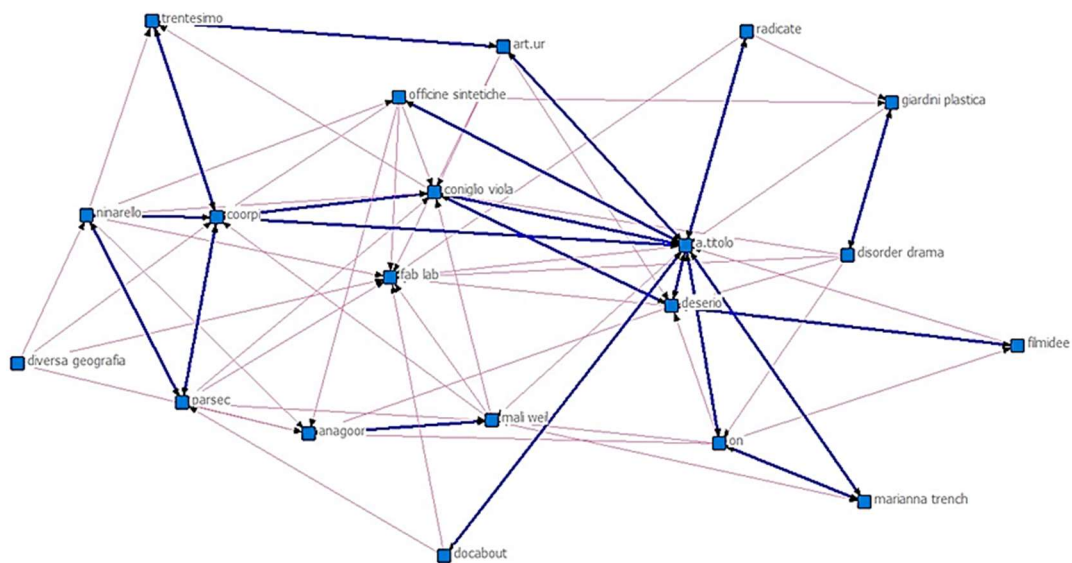 trentesimo
art.ur
radicate
officine sintetiche
giardini plastica
coniglio viola
ninarello
coorpi
a.titolo
disorder drama
fab lab
deserio
filmidee
diversa geografia
parsec
mali weil
anagoor
on
marianna trench
docabout